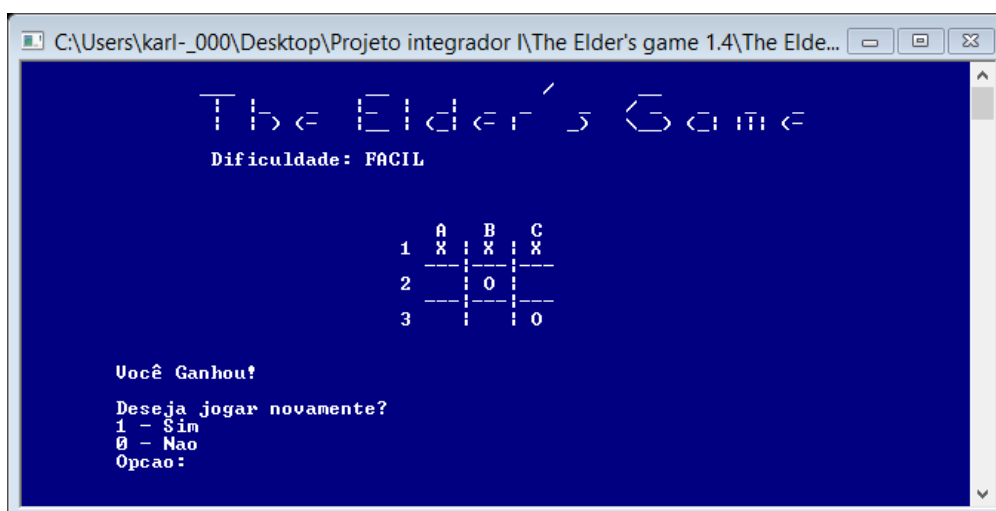 C:\Users\karl-_000\Desktop\Projeto integrador I\The Elder's game 1.4\The Elde...
The Elder's Game
Dificuldade: FACIL
A B C
1 X X X
2 O
3 O
Você Ganhou!
Deseja jogar novamente?
1 - Sim
0 - Nao
Opcao: